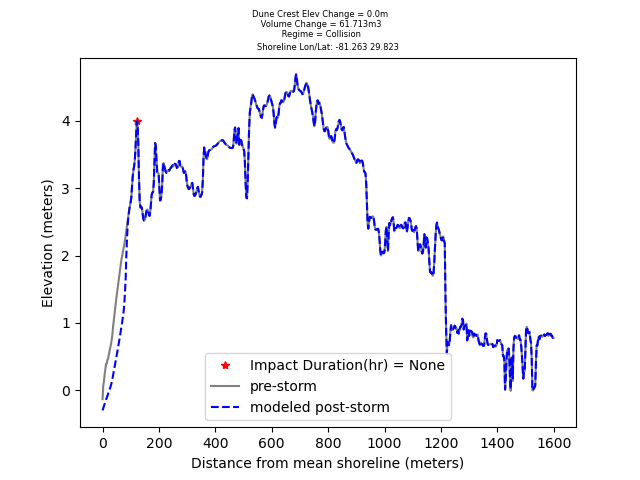 Dune Crest Elev Change = 0.0m
Volume Change = 61.713m3
Regime = Collision
Shoreline Lon/Lat: -81.263 29.823
4
3
2
1
0
Elevation (meters)
Impact Duration(hr) = None
pre-storm
modeled post-storm
0 200 400 600 800 1000 1200 1400 1600
Distance from mean shoreline (meters)